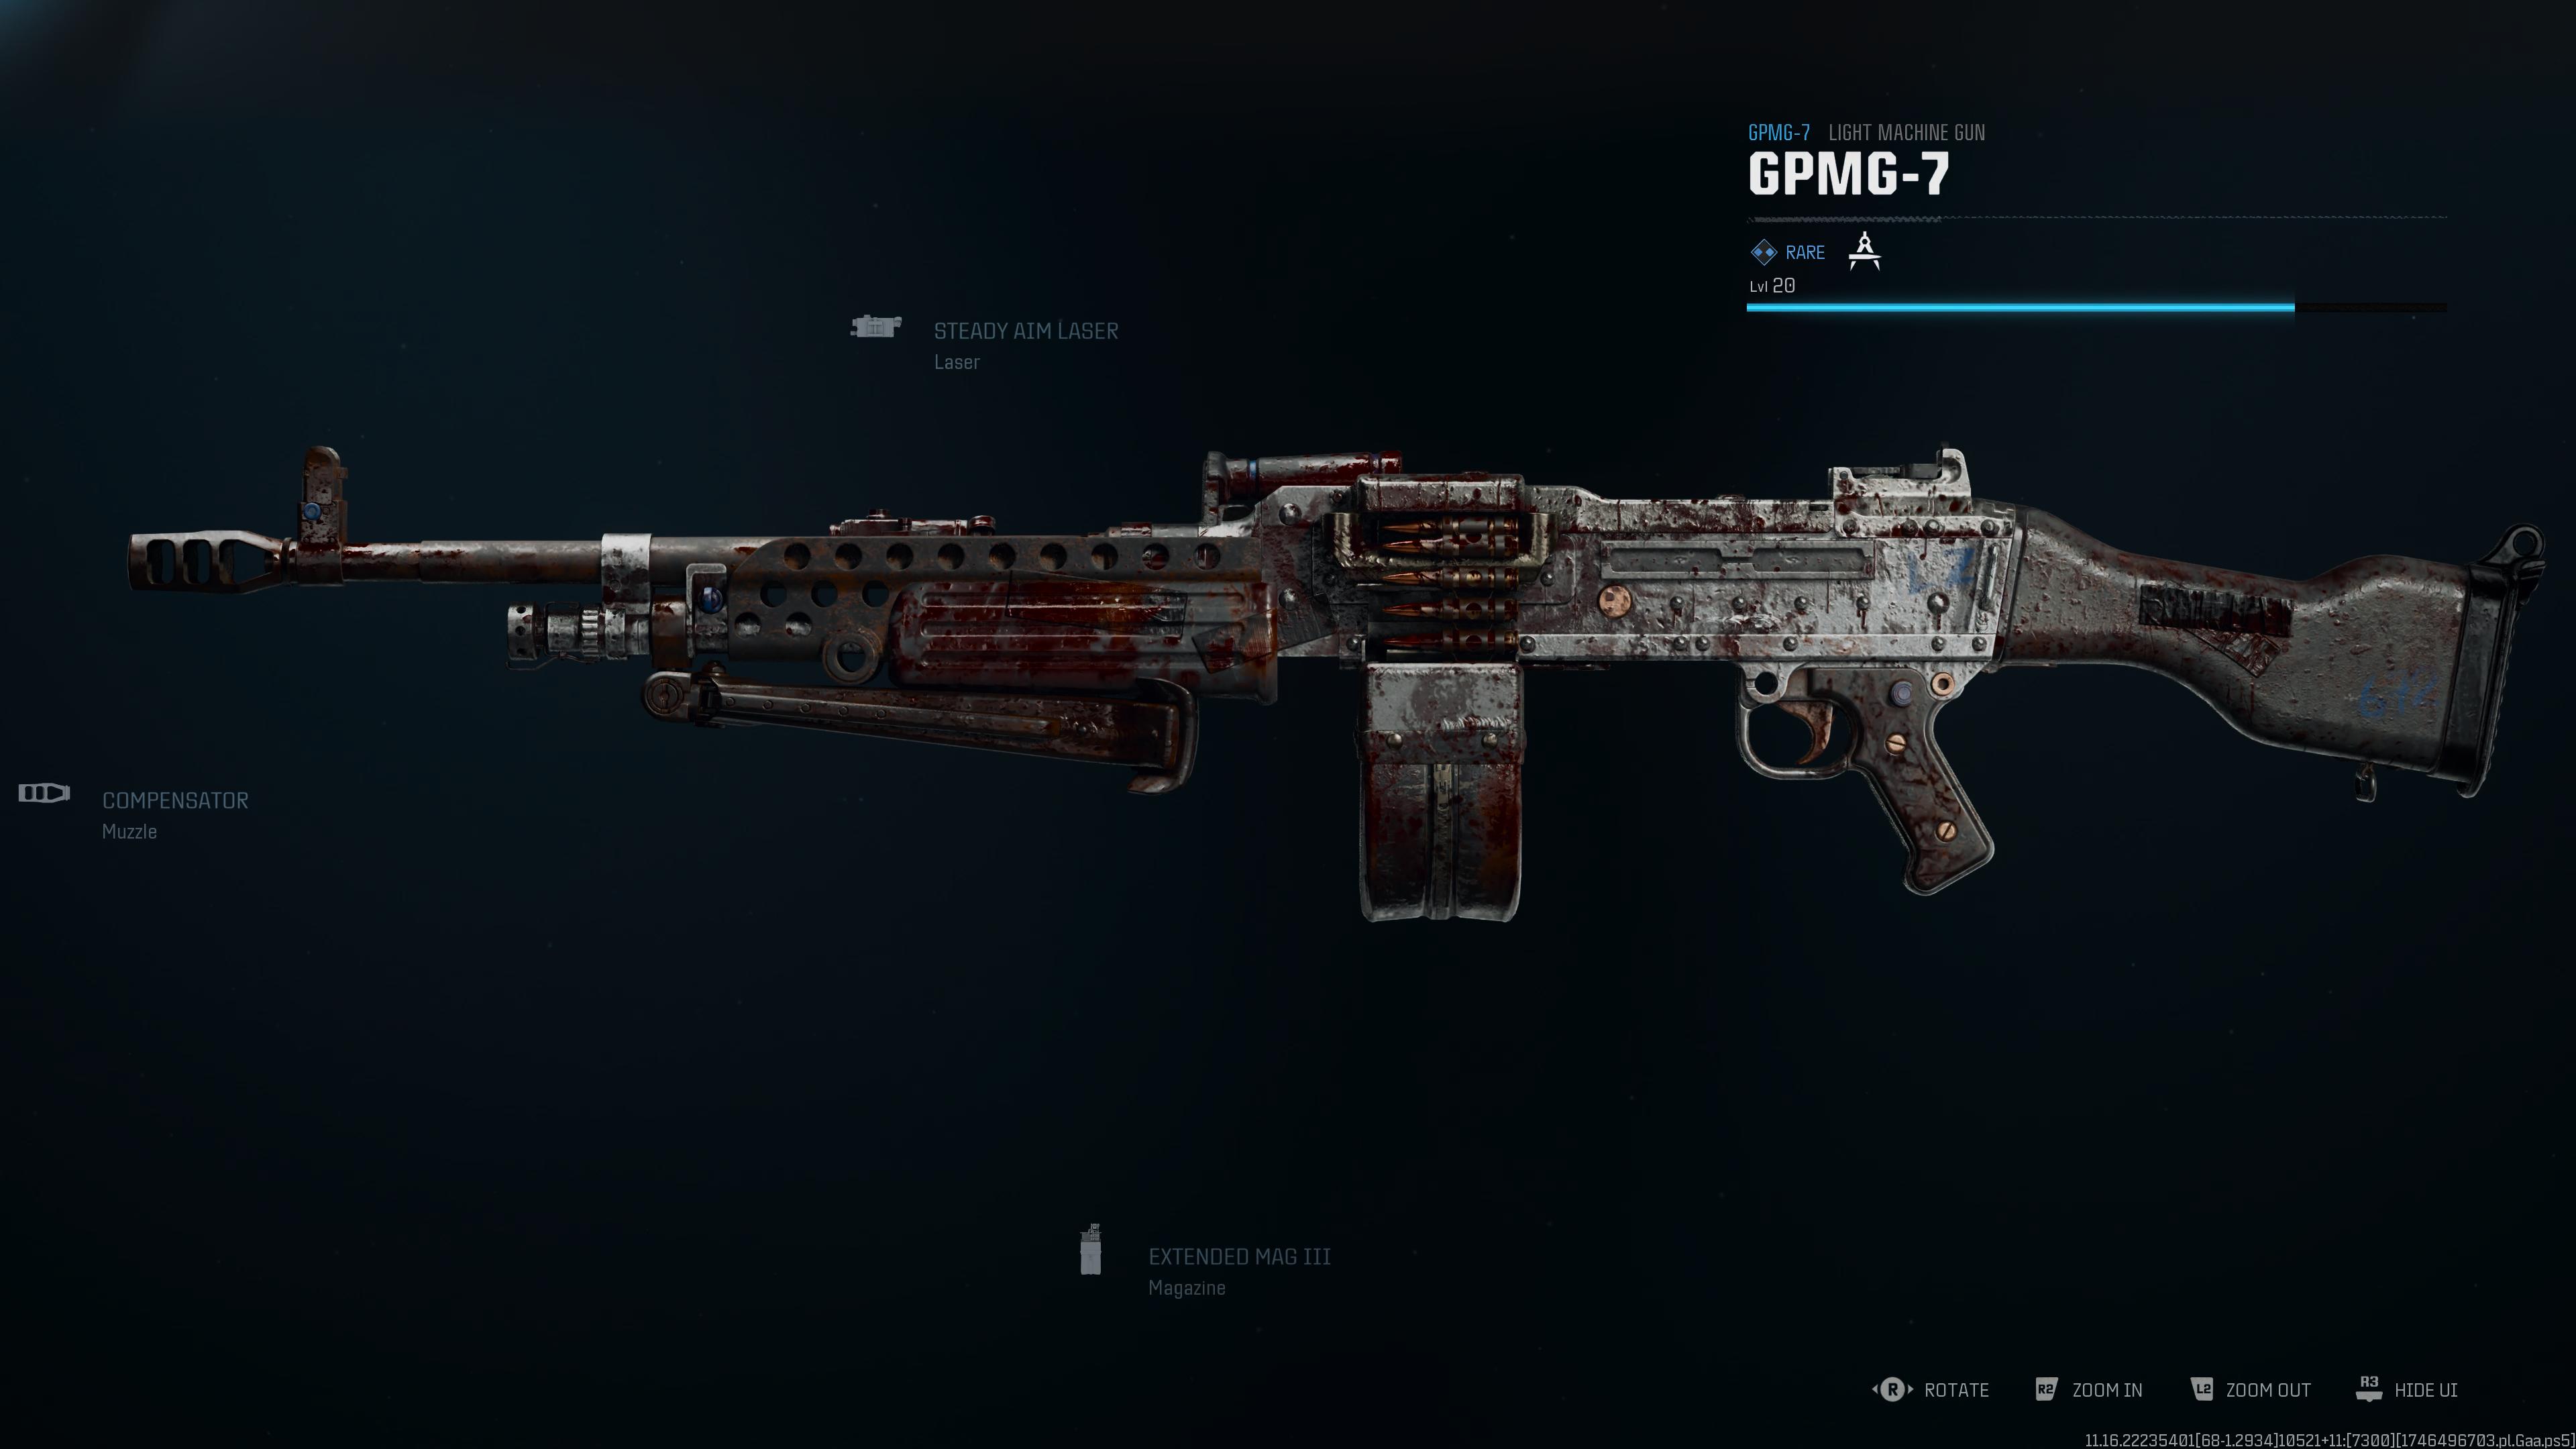 GPMG-7 LIGHT MACHINE GUN
GPMG-7
RARE
Lvl 20
STEADY AIM LASER
Laser
COMPENSATOR
Muzzle
EXTENDED MAG III
Magazine
R ROTATE
R2 ZOOM IN
L2 ZOOM OUT
R3 HIDE UI
11.16.22235401[68-1.2934]10521+11:[7300][1746496703.pl.Gaa.ps5]